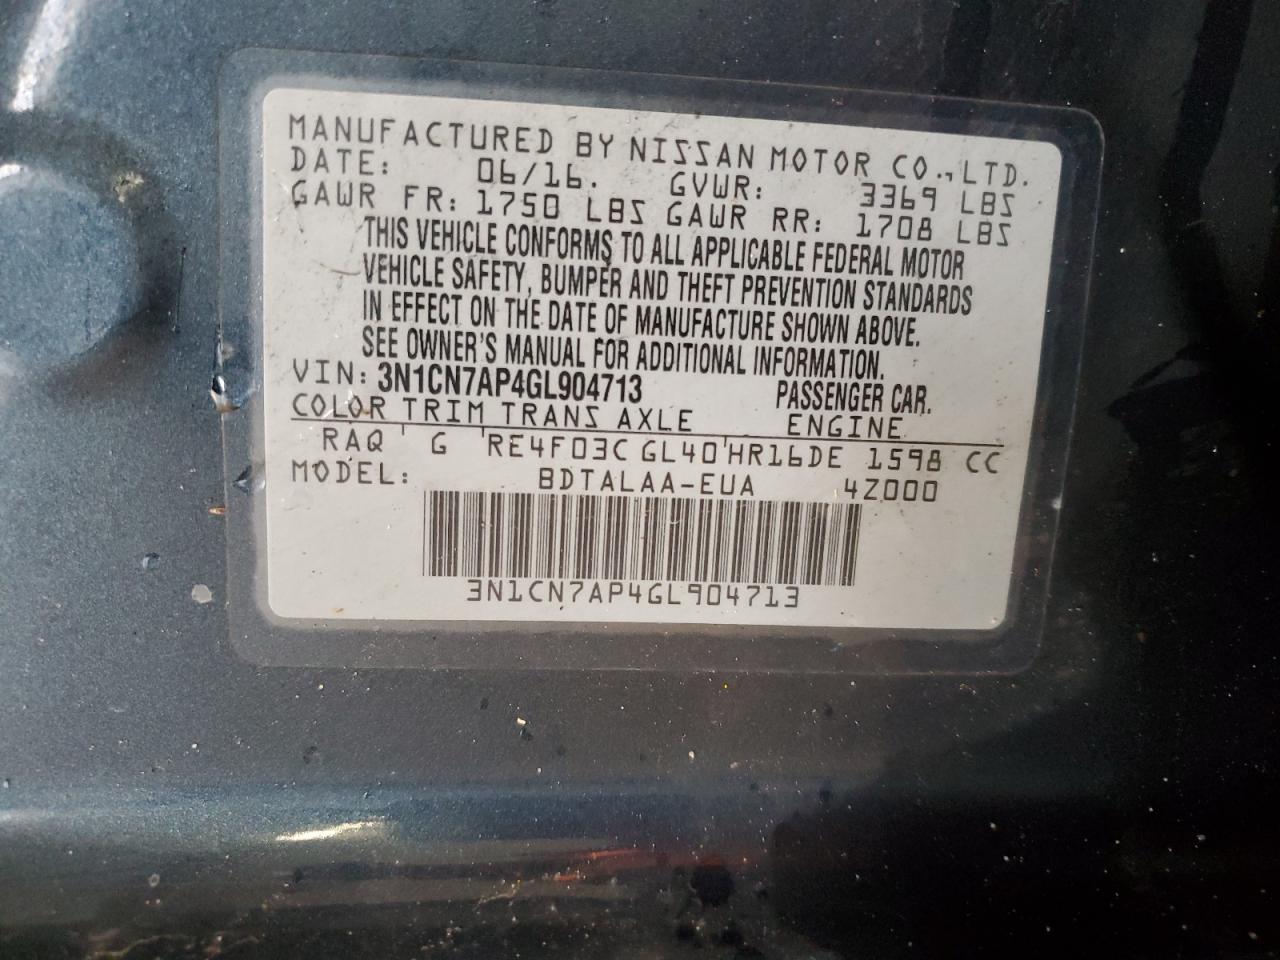 MANUFACTURED BY NISSAN MOTOR CO., LTD.
DATE: 06/16. GVWR: 3369 LBS
GAWR FR: 1750 LBS GAWR RR: 1708 LBS
THIS VEHICLE CONFORMS TO ALL APPLICABLE FEDERAL MOTOR
VEHICLE SAFETY, BUMPER AND THEFT PREVENTION STANDARDS
IN EFFECT ON THE DATE OF MANUFACTURE SHOWN ABOVE.
SEE OWNER'S MANUAL FOR ADDITIONAL INFORMATION.
VIN: 3N1CN7AP4GL904713 PASSENGER CAR.
COLOR TRIM TRANS AXLE ENGINE
RAQ G RE4F03C GL40 HR16DE 1598 CC
MODEL: BDTALAA-EUA 4Z000
3N1CN7AP4GL904713